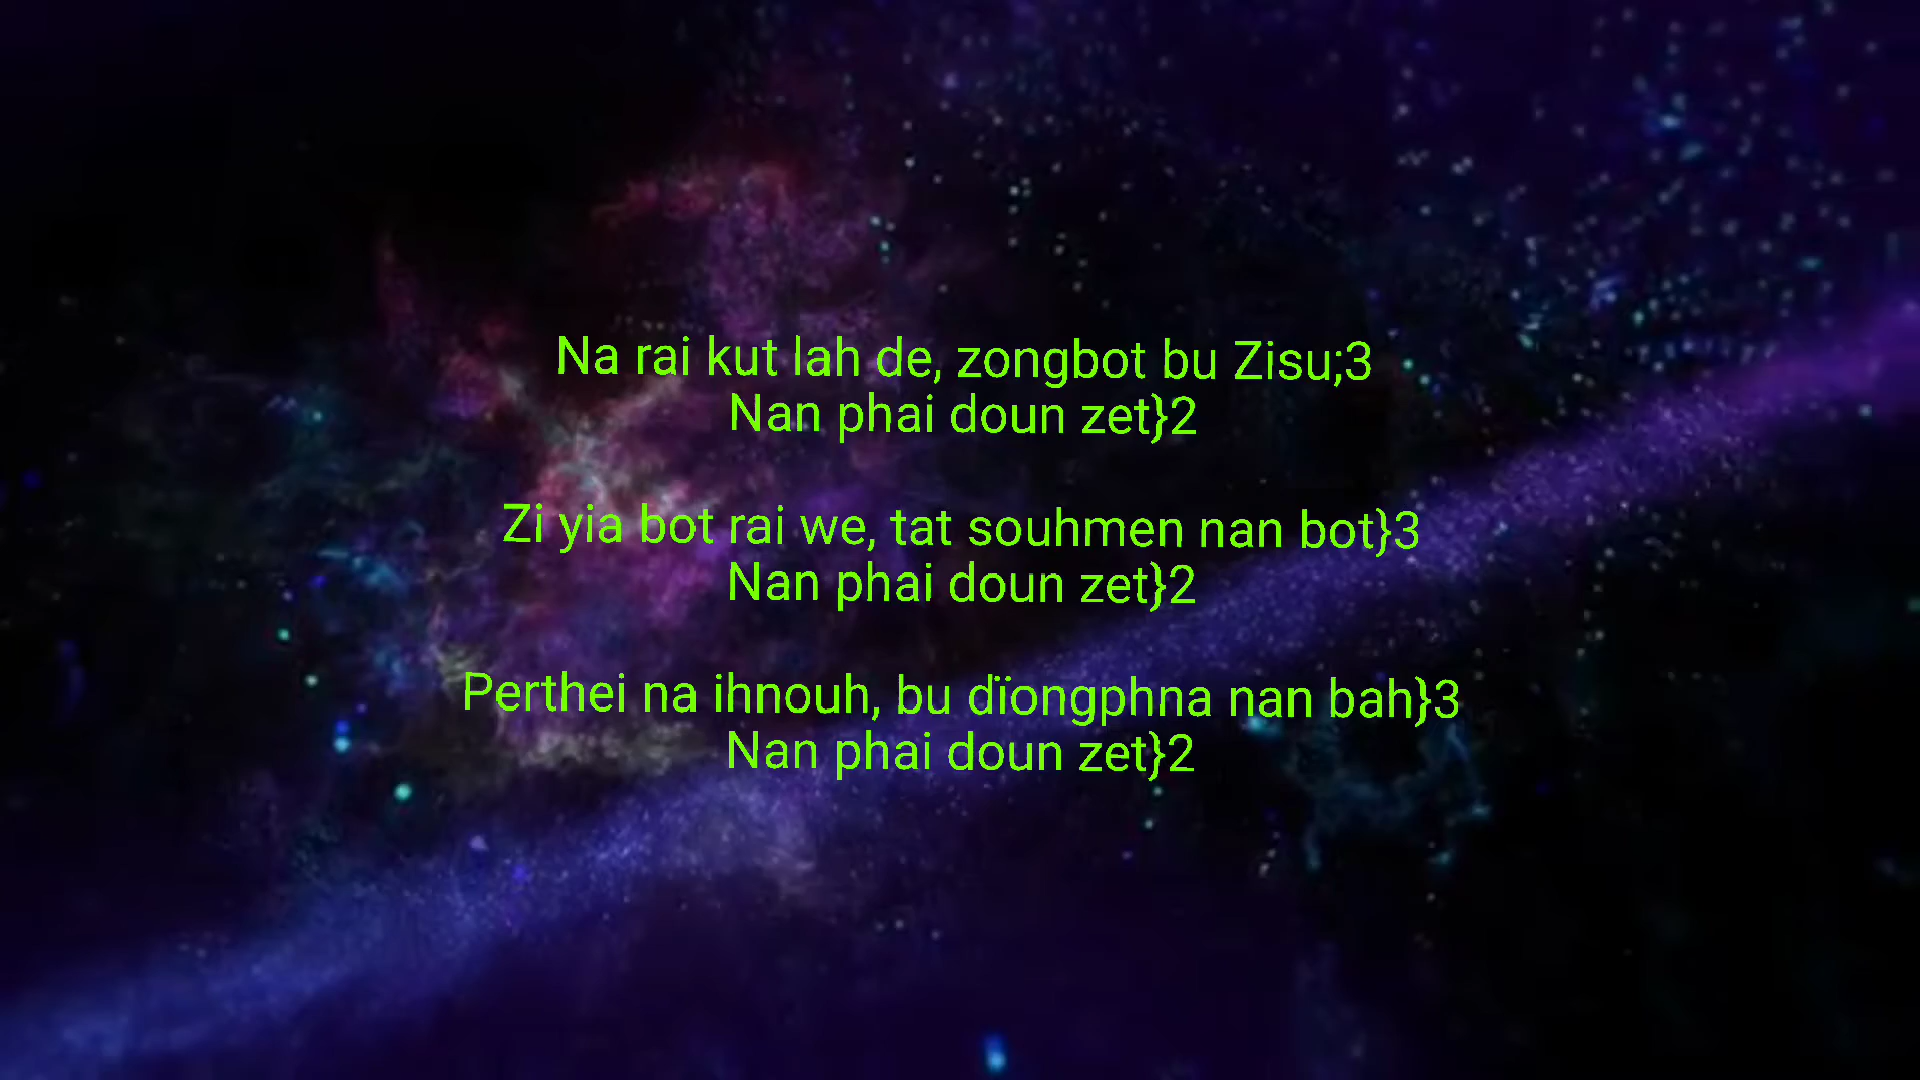 Na rai kut lah de, zongbot bu Zisu;3
Nan phai doun zet}2
Zi yia bot rai we, tat souhmen nan bot}3
Nan phai doun zet}2
Perthei na ihnouh, bu dïongphna nan bah}3
Nan phai doun zet}2